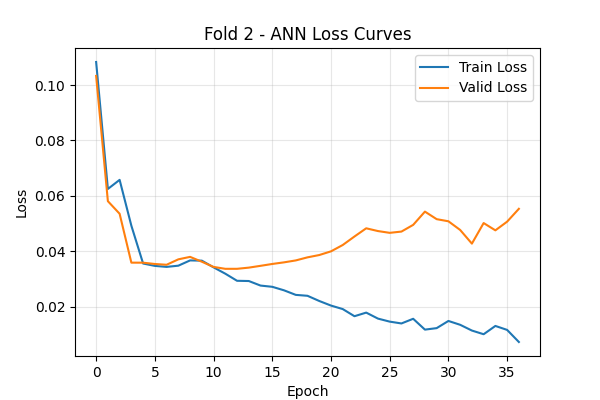 Fold 2 - ANN Loss Curves
Train Loss
Valid Loss
0.10
0.08
0.06
0.04
0.02
Loss
0 5 10 15 20 25 30 35
Epoch